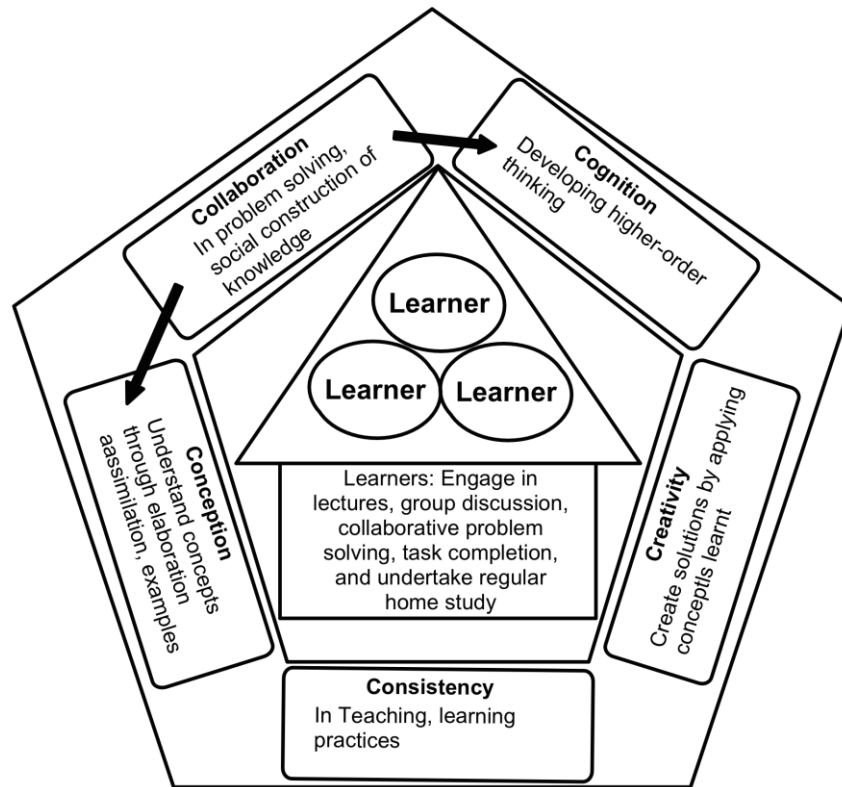 Collaboration
In problem solving,
social construction of
knowledge
Cognition
Developing higher-order
thinking
Learner
Learner
Learner
Conception
Understand concepts
through elaboration
aassimilation, examples
Learners: Engage in
lectures, group discussion,
collaborative problem
solving, task completion,
and undertake regular
home study
Creativity
Create solutions by applying
conceptls learnt
Consistency
In Teaching, learning
practices